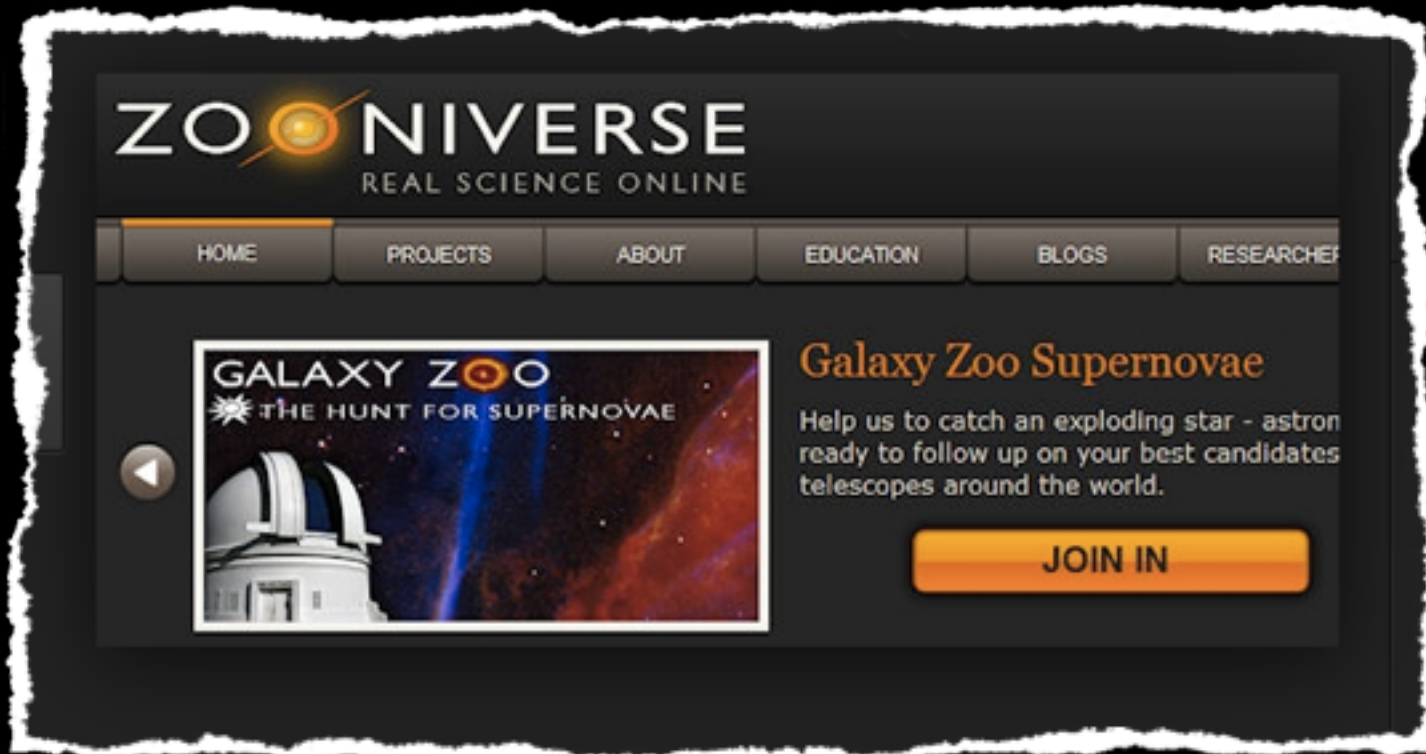 ZOONIVERSE
REAL SCIENCE ONLINE
HOME PROJECTS ABOUT EDUCATION BLOGS RESEARCHER
GALAXY ZOO
THE HUNT FOR SUPERNOVAE
Galaxy Zoo Supernovae
Help us to catch an exploding star - astron
ready to follow up on your best candidates
telescopes around the world.
JOIN IN